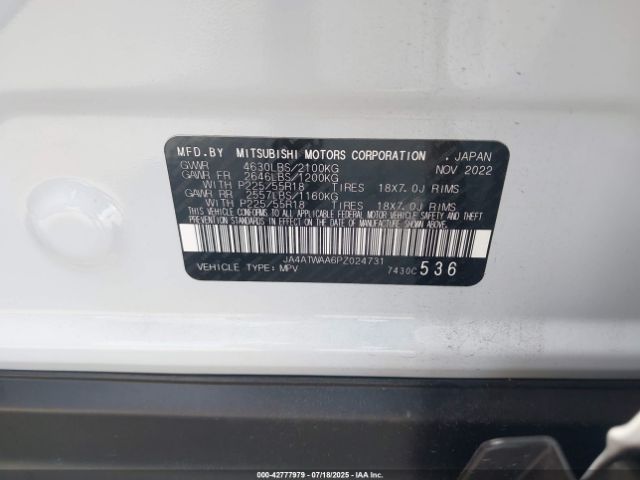 MFD.BY MITSUBISHI MOTORS CORPORATION , JAPAN
GVWR 4630LBS/2100KG NOV 2022
GAWR FR 2646LBS/1200KG
WITH P225/55R18 TIRES 18X7.0J RIMS
GAWR RR 2557LBS/1160KG
WITH P225/55R18 TIRES 18X7.0J RIMS
THIS VEHICLE CONFORMS TO ALL APPLICABLE FEDERAL MOTOR VEHICLE SAFETY AND THEFT
PREVENTION STANDARDS IN EFFECT ON THE DATE OF MANUFACTURE SHOWN ABOVE.
JA4ATWAA6PZ024731
VEHICLE TYPE: MPV 7430C 536
000-42777979 07/18/2025 IAAI.COM